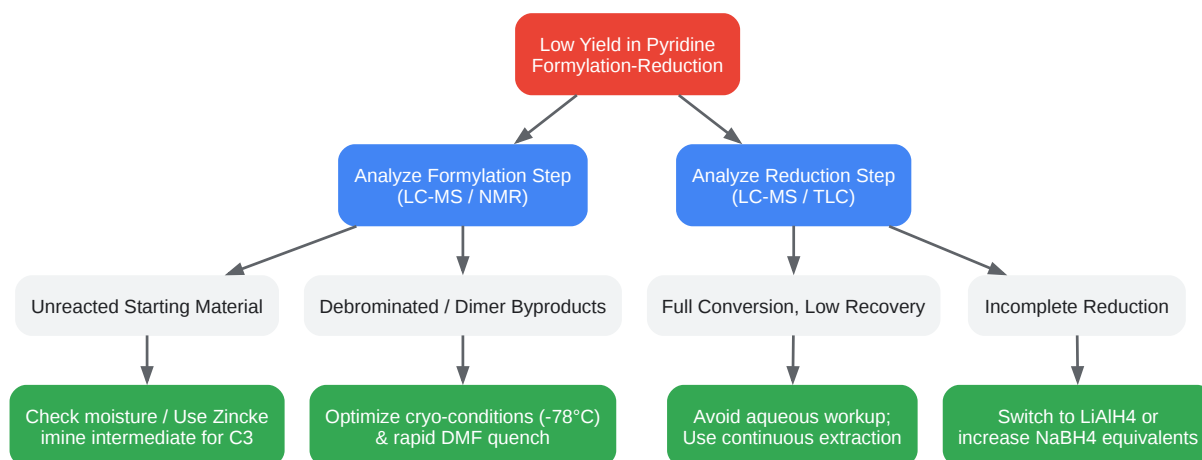 Low Yield in Pyridine
Formylation-Reduction
Analyze Formylation Step
(LC-MS / NMR)
Analyze Reduction Step
(LC-MS / TLC)
Unreacted Starting Material
Debrominated / Dimer Byproducts
Full Conversion, Low Recovery
Incomplete Reduction
Check moisture / Use Zincke
imine intermediate for C3
Optimize cryo-conditions (-78°C)
& rapid DMF quench
Avoid aqueous workup;
Use continuous extraction
Switch to LiAlH4 or
increase NaBH4 equivalents